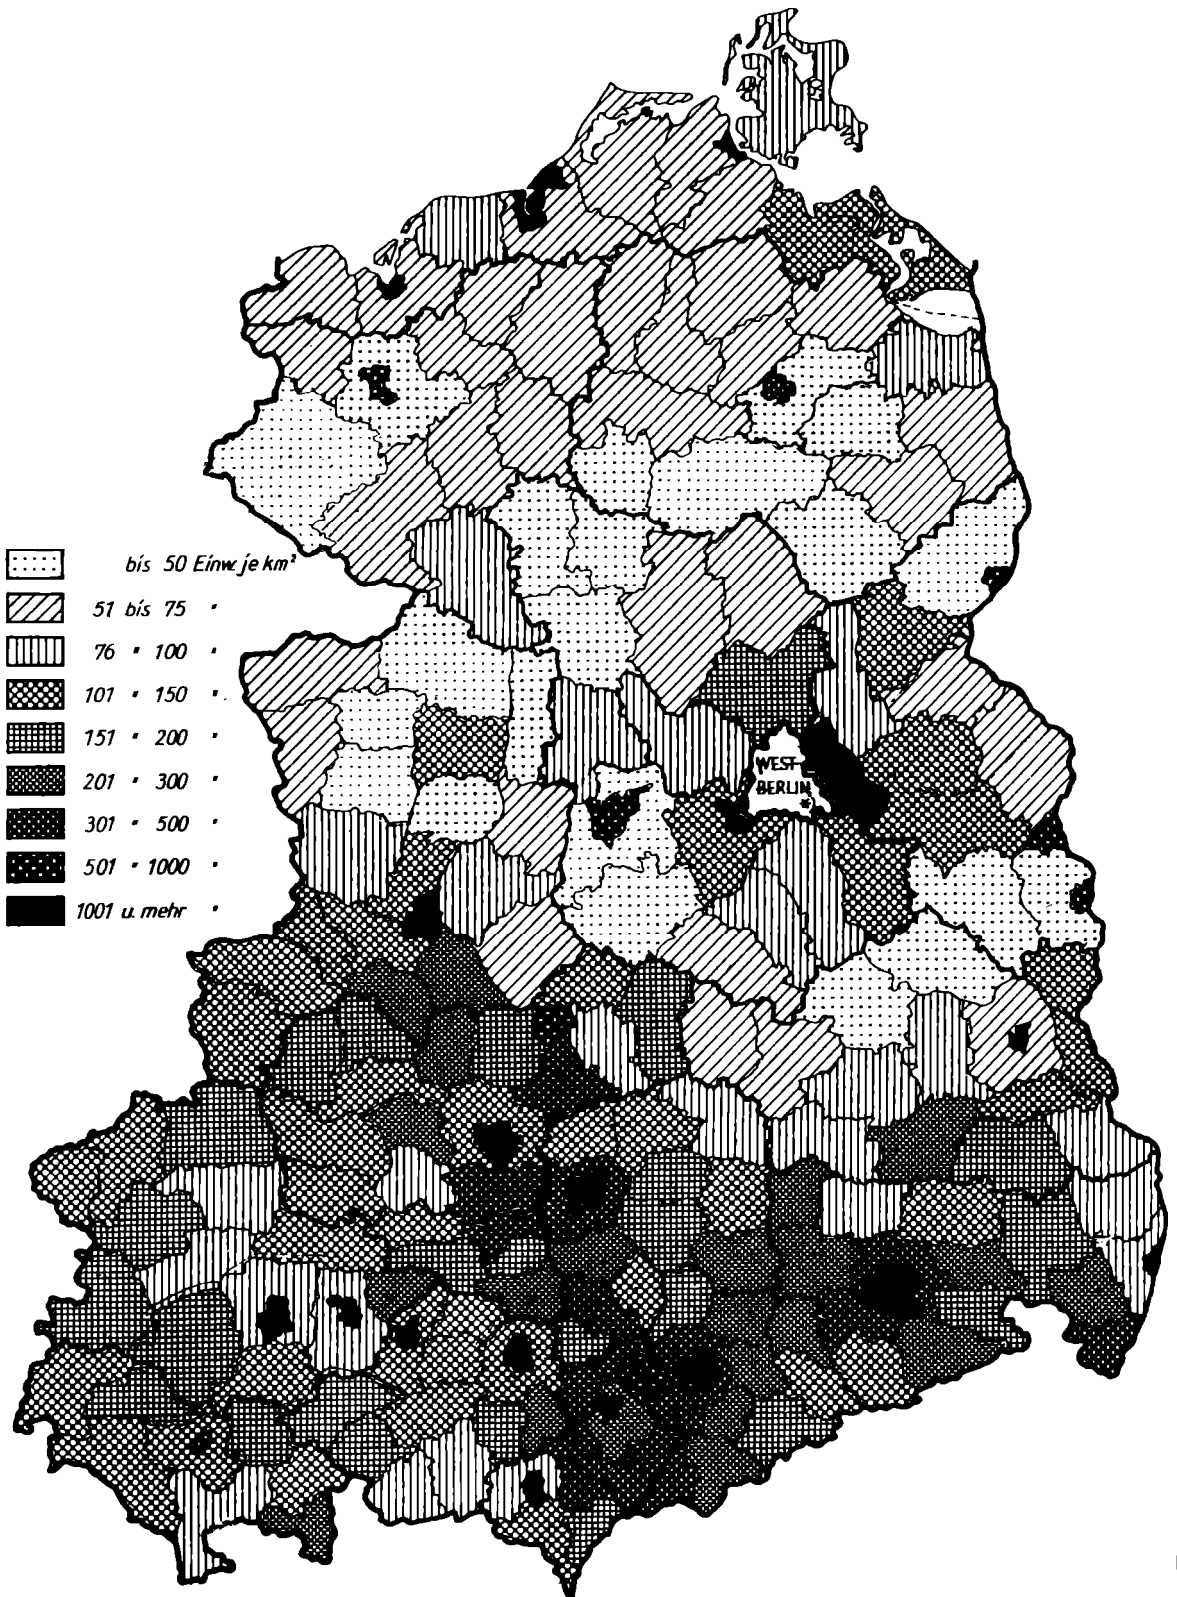 bis 50 Einw. je km²
51 bis 75 "
76 " 100 "
101 " 150 "
151 " 200 "
201 " 300 "
301 " 500 "
501 " 1000 "
1001 u. mehr "
WEST-
BERLIN
*